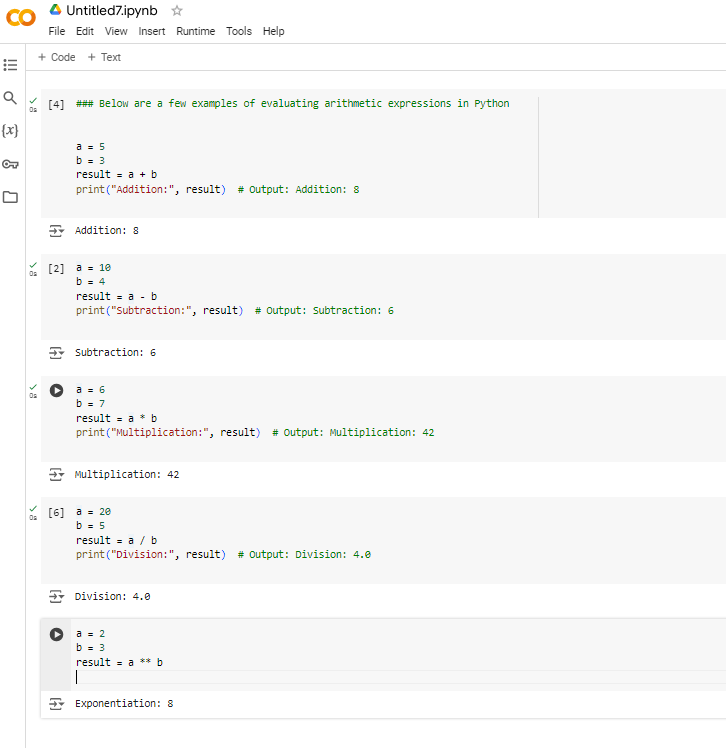 CO Untitled7.ipynb
File Edit View Insert Runtime Tools Help
+ Code + Text
[4] ### Below are a few examples of evaluating arithmetic expressions in Python
0s
a = 5
b = 3
result = a + b
print("Addition:", result)  # Output: Addition: 8
Addition: 8
[2] a = 10
0s
b = 4
result = a - b
print("Subtraction:", result)  # Output: Subtraction: 6
Subtraction: 6
a = 6
0s
b = 7
result = a * b
print("Multiplication:", result)  # Output: Multiplication: 42
Multiplication: 42
[6] a = 20
0s
b = 5
result = a / b
print("Division:", result)  # Output: Division: 4.0
Division: 4.0
a = 2
b = 3
result = a ** b
Exponentiation: 8
{x}